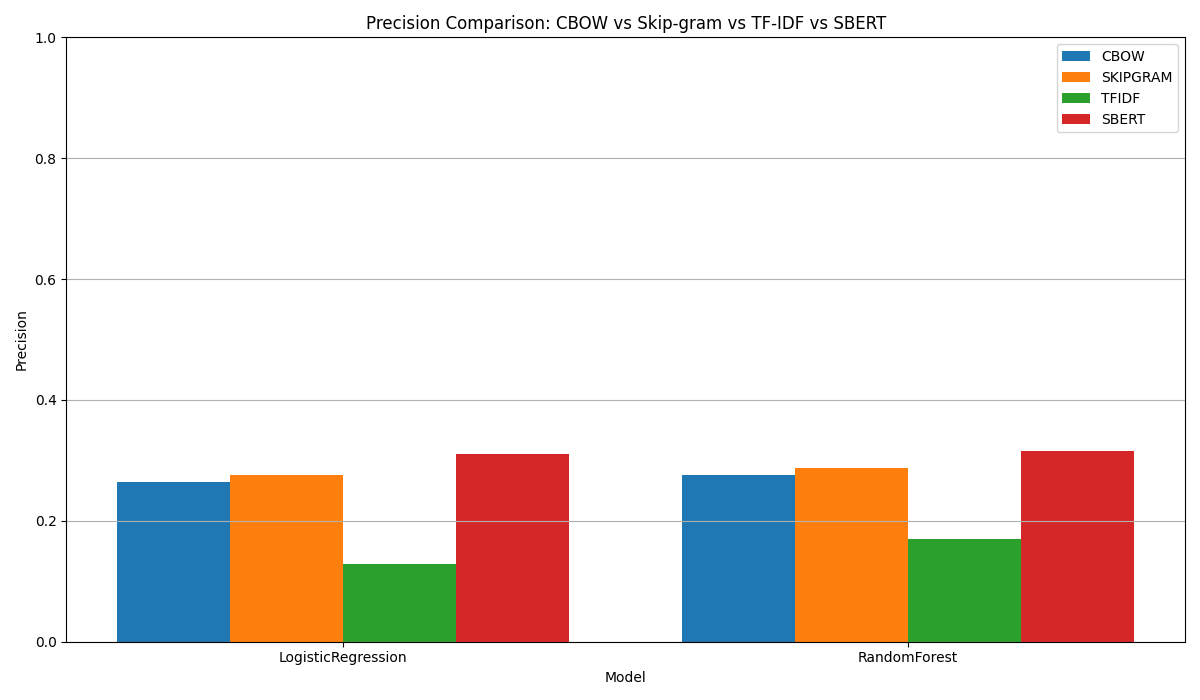 Precision Comparison: CBOW vs Skip-gram vs TF-IDF vs SBERT
1.0
0.8
0.6
0.4
0.2
0.0
Precision
CBOW
SKIPGRAM
TFIDF
SBERT
LogisticRegression
RandomForest
Model